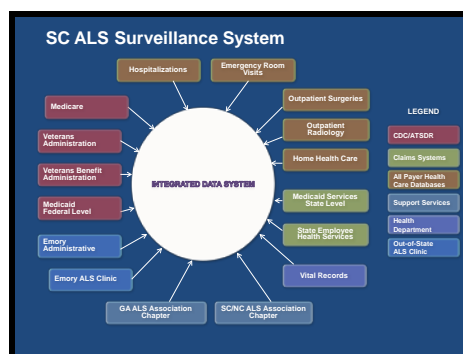 SC ALS Surveillance System
Hospitalizations
Emergency Room
Visits
Medicare
Outpatient Surgeries
LEGEND
Veterans
Administration
Outpatient
Radiology
CDC/ATSDR
Veterans Benefit
Administration
INTEGRATED DATA SYSTEM
Home Health Care
Claims Systems
Medicaid
Federal Level
Medicaid Services
State Level
All Payer Health
Care Databases
Emory
Administrative
State Employee
Health Services
Support Services
Emory ALS Clinic
Vital Records
Health
Department
GA ALS Association
Chapter
SC/NC ALS Association
Chapter
Out-of-State
ALS Clinic